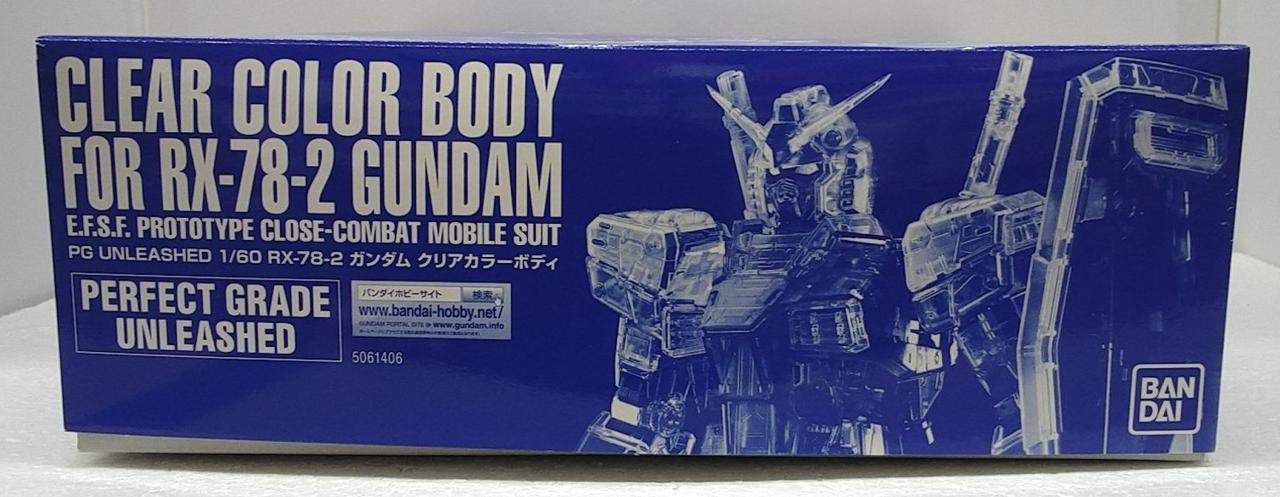 CLEAR COLOR BODY
FOR RX-78-2 GUNDAM
E.F.S.F. PROTOTYPE CLOSE-COMBAT MOBILE SUIT
PG UNLEASHED 1/60 RX-78-2 ガンダム クリアカラーボディ
PERFECT GRADE
UNLEASHED
バンダイホビーサイト 検索
www.bandai-hobby.net/
GUNDAM PORTAL SITE www.gundam.info
5061406
BAN
DAI